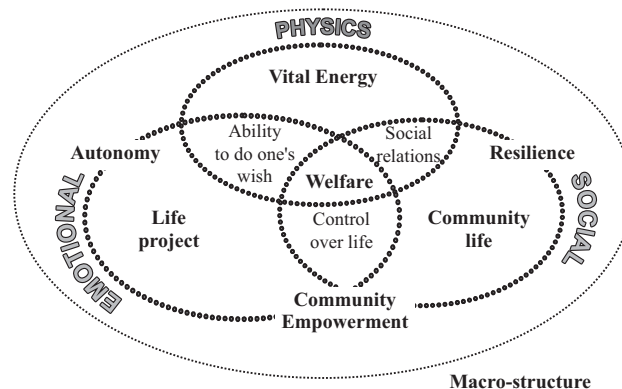 PHYSICS
Vital Energy
Ability
to do one's
wish
Social
relations
Autonomy
Resilience
Welfare
EMOTIONAL
SOCIAL
Life
project
Control
over life
Community
life
Community
Empowerment
Macro-structure